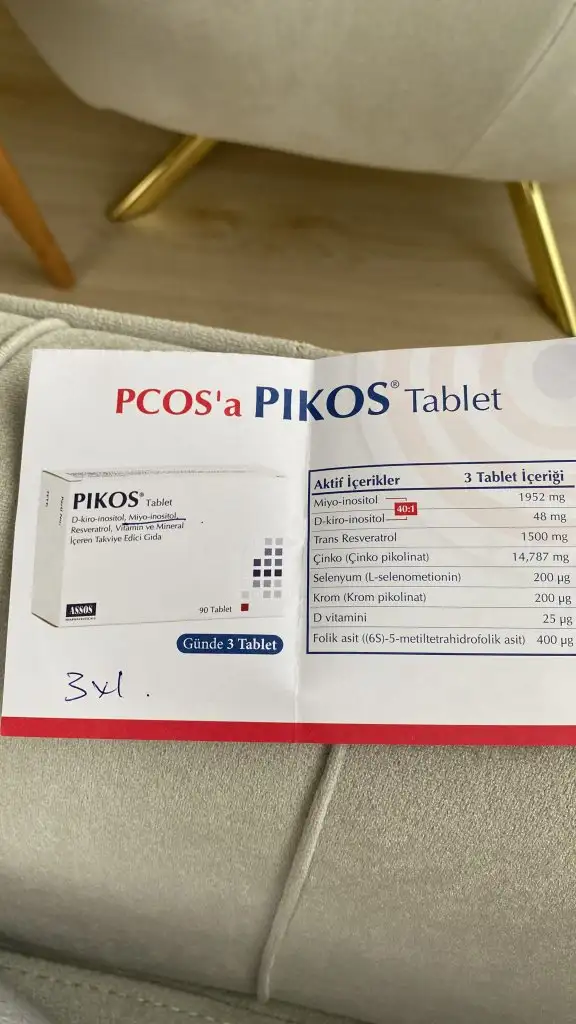 PCOS'a PIKOS® Tablet
PIKOS® Tablet
D-kiro-inositol, Miyo-inositol,
Resveratrol, Vitamin ve Mineral
İçeren Takviye Edici Gıda
ASSOS
90 Tablet
Günde 3 Tablet
3x1.
Aktif İçerikler 3 Tablet İçeriği
Miyo-inositol 1952 mg
40:1
D-kiro-inositol 48 mg
Trans Resveratrol 1500 mg
Çinko (Çinko pikolinat) 14,787 mg
Selenyum (L-selenometionin) 200 µg
Krom (Krom pikolinat) 200 µg
D vitamini 25 µg
Folik asit ((6S)-5-metiltetrahidrofolik asit) 400 µg